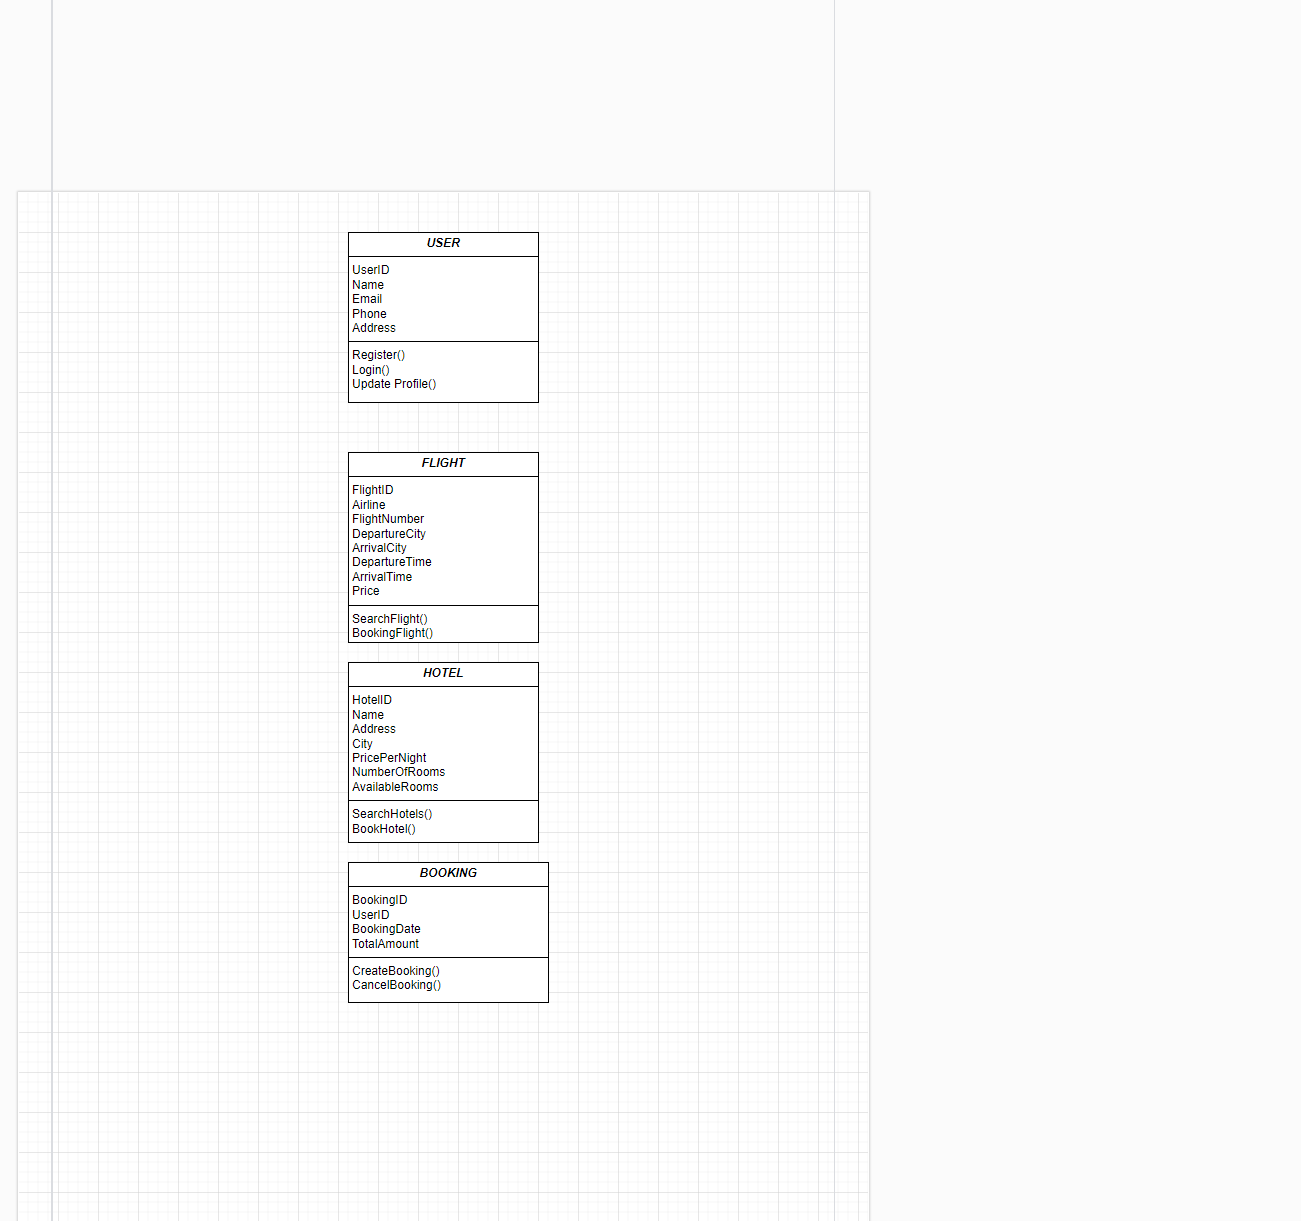 USER
UserID
Name
Email
Phone
Address
Register()
Login()
Update Profile()
FLIGHT
FlightID
Airline
FlightNumber
DepartureCity
ArrivalCity
DepartureTime
ArrivalTime
Price
SearchFlight()
BookingFlight()
HOTEL
HotelID
Name
Address
City
PricePerNight
NumberOfRooms
AvailableRooms
SearchHotels()
BookHotel()
BOOKING
BookingID
UserID
BookingDate
TotalAmount
CreateBooking()
CancelBooking()